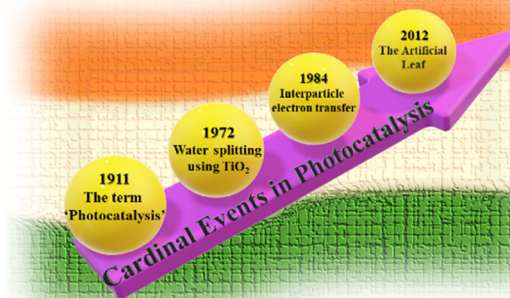 1911
The term
‘Photocatalysis’
1972
Water splitting
using TiO₂
1984
Interparticle
electron transfer
2012
The Artificial
Leaf
Cardinal Events in Photocatalysis